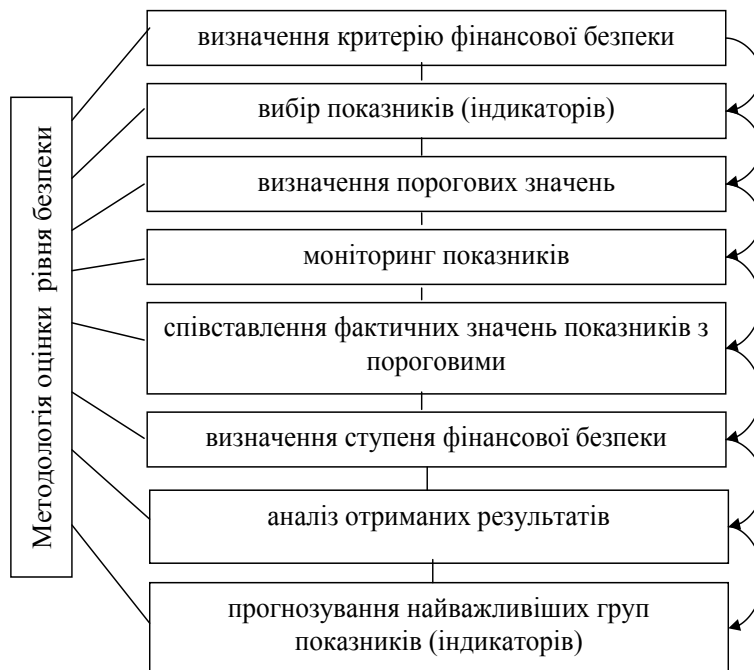 Методологія оцінки рівня безпеки
визначення критерію фінансової безпеки
вибір показників (індикаторів)
визначення порогових значень
моніторинг показників
співставлення фактичних значень показників з
пороговими
визначення ступеня фінансової безпеки
аналіз отриманих результатів
прогнозування найважливіших груп
показників (індикаторів)